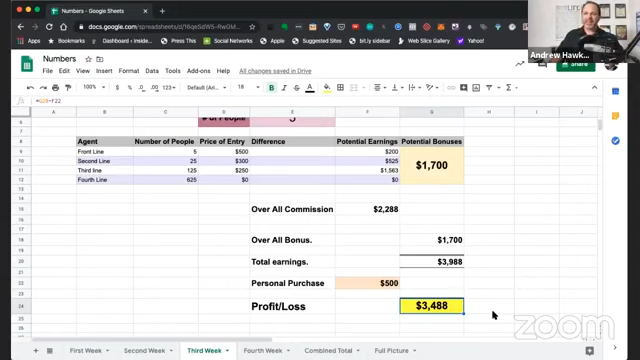 Numbers - Google Sheets
docs.google.com/spreadsheets/d/16qeSdWS-Rw0M...
Apps
Bookmarks
Dashboard - Insider...
Press This
Social Networks
Apple
Suggested Sites
bit.ly sidebar
Web Slice Gallery
Yahoo!
Andrew Hawk...
Numbers
File Edit View Insert Format Data Tools Add-ons Help All changes saved in Drive
Share
100% $ % .0 .00 123 Default (Ari... 18 B I S A
=G20-F22
A B C D E F G H I
# of People 5
Agent Number of People Price of Entry Difference Potential Earnings Potential Bonuses
Front Line 5 $500 $200
Second Line 25 $300 $525
$1,700
Third line 125 $250 $1,563
Fourth Line 625 $0 $0
Over All Commission $2,288
Over All Bonus. $1,700
Total earnings. $3,988
Personal Purchase $500
Profit/Loss $3,488
zoom
First Week Second Week Third Week Fourth Week Combined Total Full Picture